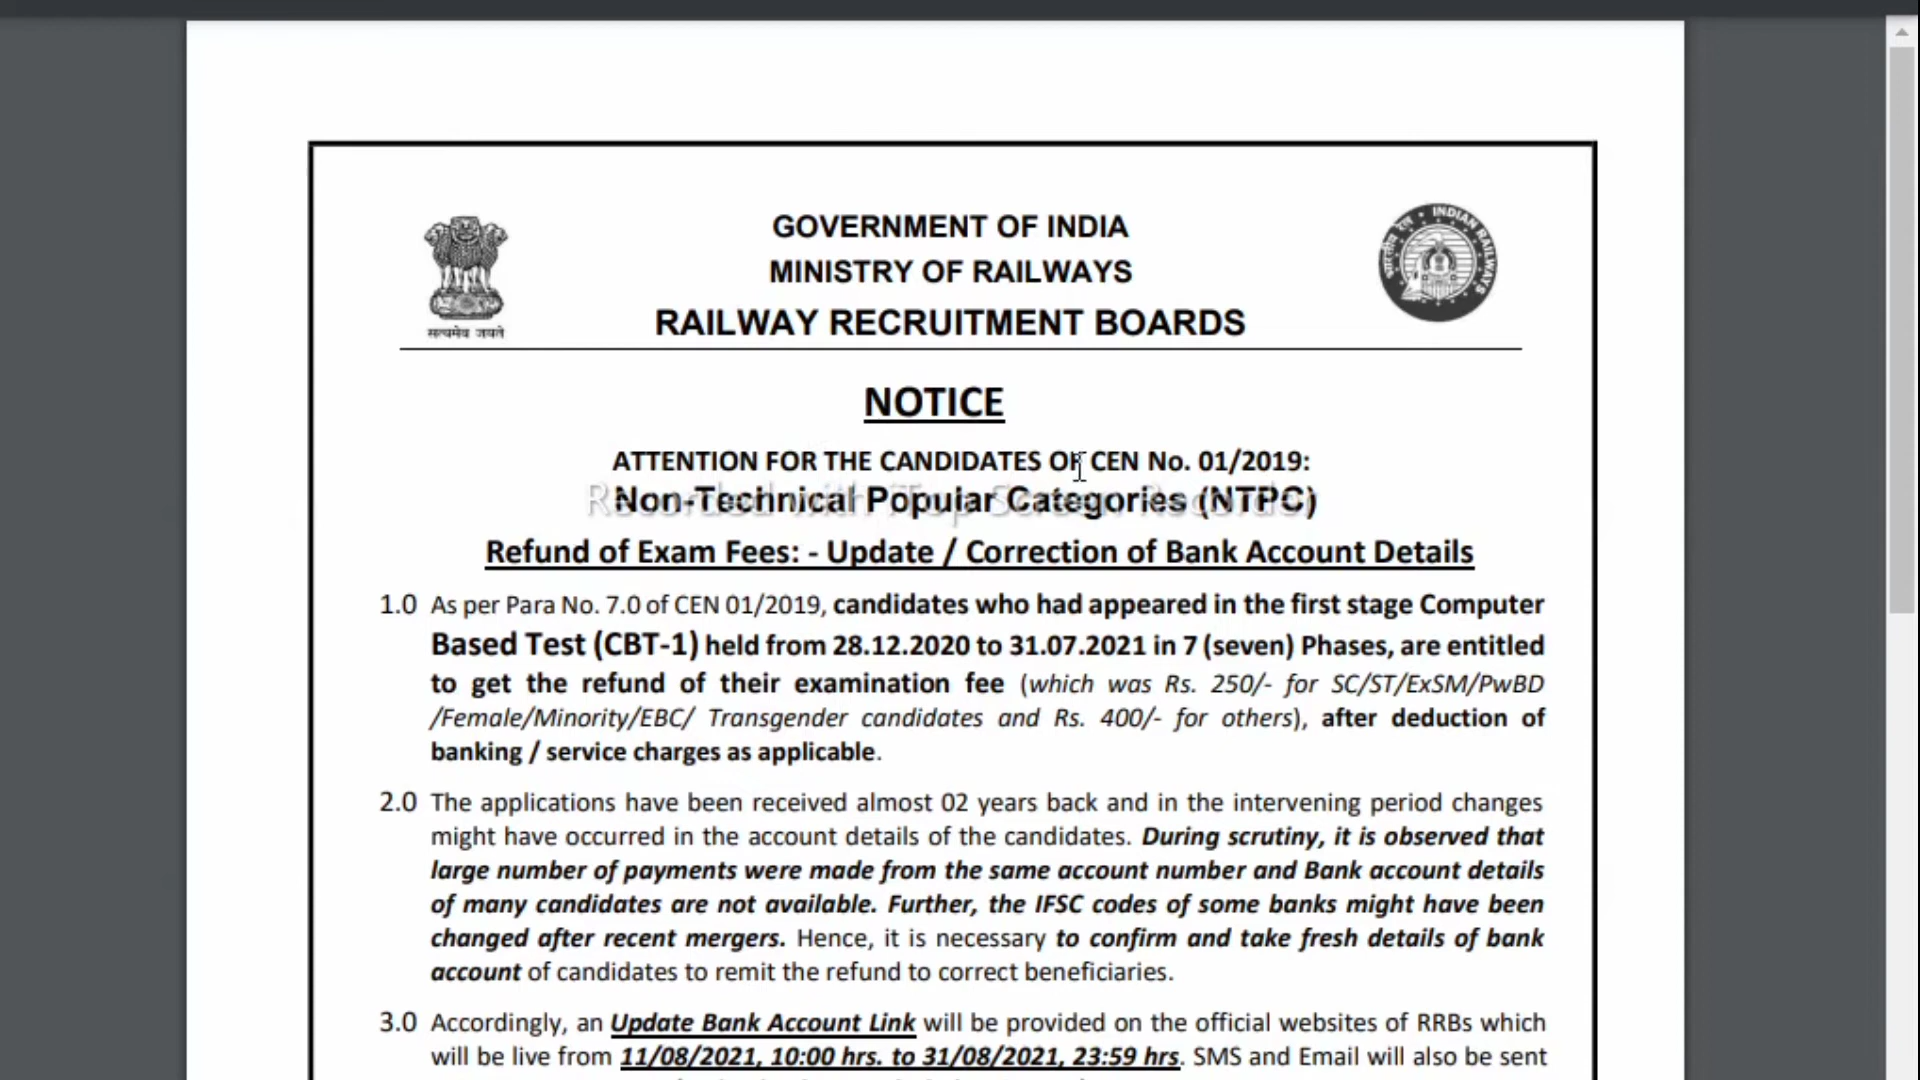 GOVERNMENT OF INDIA
MINISTRY OF RAILWAYS
RAILWAY RECRUITMENT BOARDS
सत्यमेव जयते
भारतीय रेल
INDIAN RAILWAYS
NOTICE
ATTENTION FOR THE CANDIDATES OF CEN No. 01/2019:
Non-Technical Popular Categories (NTPC)
Recorded with iTop Screen Recorder
Refund of Exam Fees: - Update / Correction of Bank Account Details
1.0 As per Para No. 7.0 of CEN 01/2019, candidates who had appeared in the first stage Computer
Based Test (CBT-1) held from 28.12.2020 to 31.07.2021 in 7 (seven) Phases, are entitled
to get the refund of their examination fee (which was Rs. 250/- for SC/ST/ExSM/PwBD
/Female/Minority/EBC/ Transgender candidates and Rs. 400/- for others), after deduction of
banking / service charges as applicable.
2.0 The applications have been received almost 02 years back and in the intervening period changes
might have occurred in the account details of the candidates. During scrutiny, it is observed that
large number of payments were made from the same account number and Bank account details
of many candidates are not available. Further, the IFSC codes of some banks might have been
changed after recent mergers. Hence, it is necessary to confirm and take fresh details of bank
account of candidates to remit the refund to correct beneficiaries.
3.0 Accordingly, an Update Bank Account Link will be provided on the official websites of RRBs which
will be live from 11/08/2021, 10:00 hrs. to 31/08/2021, 23:59 hrs. SMS and Email will also be sent